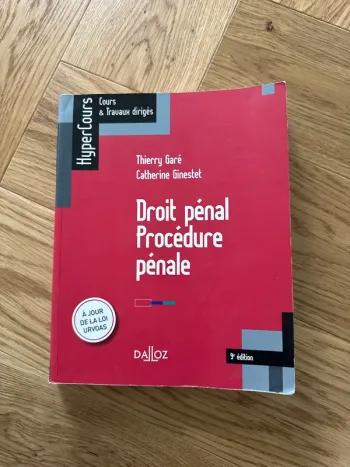 HyperCours
Cours
& Travaux dirigés
Thierry Garé
Catherine Ginestet
Droit pénal
Procédure
pénale
À JOUR
DE LA LOI
URVOAS
DALLOZ
9e édition